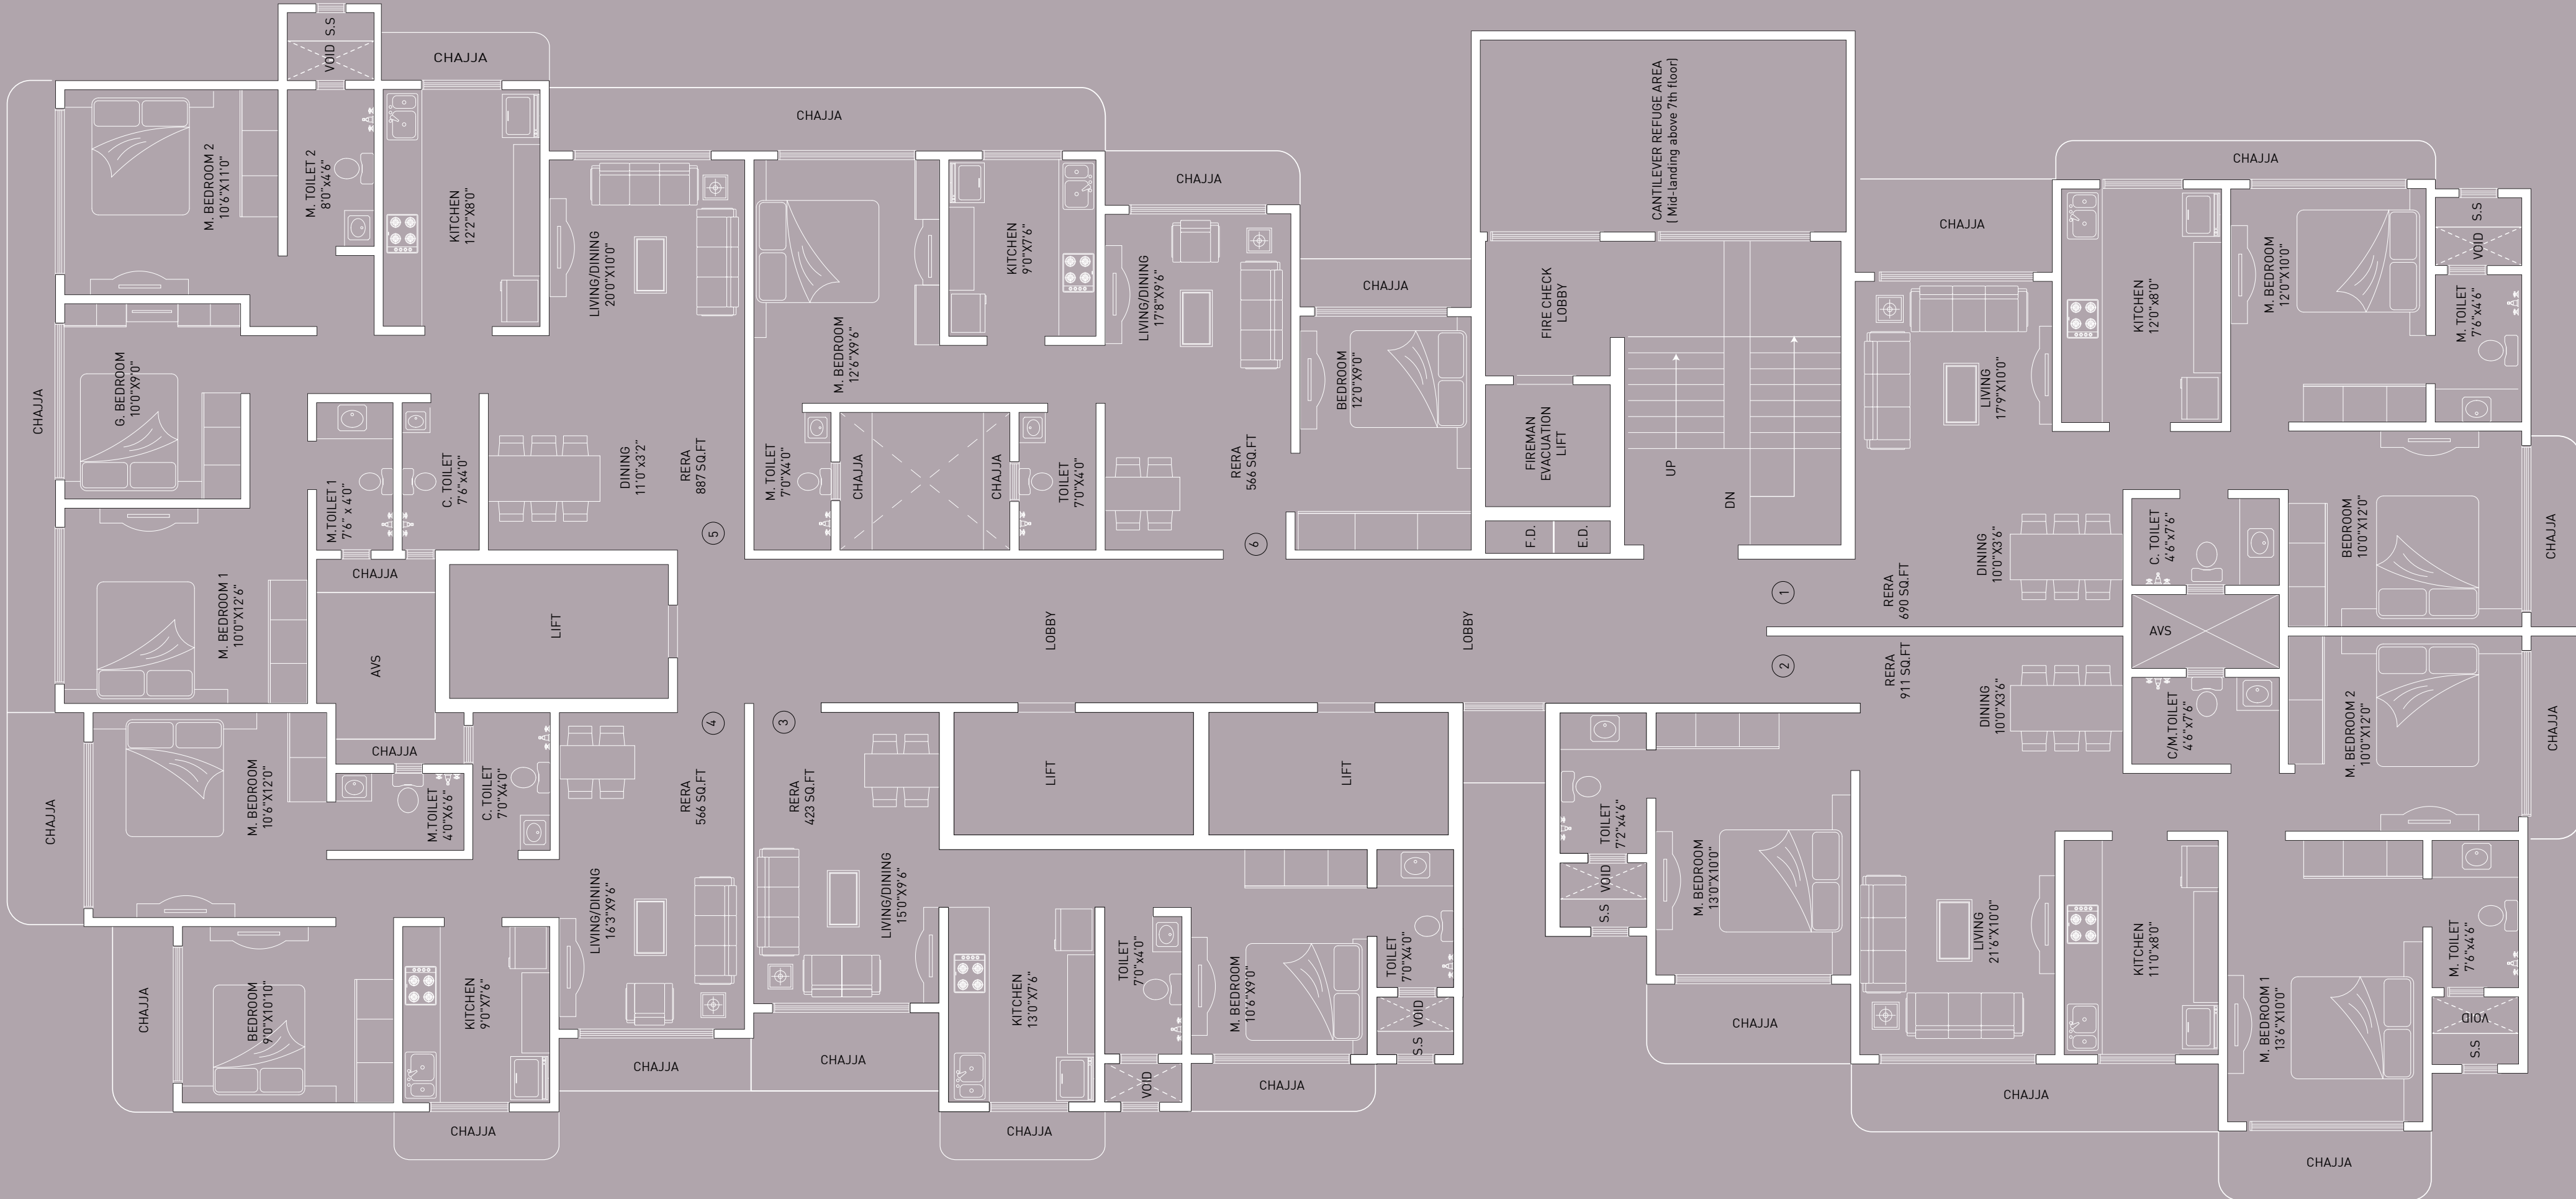 S.S
VOID
CHAJJA
M. BEDROOM 2
10'6"X11'0"
M. TOILET 2
8'0"x4'6"
KITCHEN
12'2"X8'0"
CHAJJA
LIVING/DINING
20'0"X10'0"
G. BEDROOM
10'0"X9'0"
CHAJJA
M.TOILET 1
7'6" x 4'0"
C. TOILET
7'6"x4'0"
DINING
11'0"x3'2"
RERA
887 SQ.FT
5
M. BEDROOM 1
10'0"X12'6"
CHAJJA
AVS
LIFT
M. BEDROOM
12'6"X9'6"
KITCHEN
9'0"X7'6"
CHAJJA
LIVING/DINING
17'8"X9'6"
M. TOILET
7'0"X4'0"
CHAJJA
CHAJJA
TOILET
7'0"X4'0"
RERA
566 SQ.FT
6
CHAJJA
BEDROOM
12'0"X9'0"
CANTILEVER REFUGE AREA
( Mid-landing above 7th floor)
FIRE CHECK
LOBBY
FIREMAN
EVACUATION
LIFT
F.D.
E.D.
UP
DN
LOBBY
LOBBY
CHAJJA
CHAJJA
LIVING
17'9"X10'0"
KITCHEN
12'0"x8'0"
M. BEDROOM
12'0"X10'0"
S.S
VOID
M. TOILET
7'6"x4'6"
DINING
10'0"X3'6"
C. TOILET
4'6"x7'6"
BEDROOM
10'0"X12'0"
CHAJJA
1
RERA
690 SQ.FT
AVS
2
RERA
911 SQ.FT
DINING
10'0"X3'6"
C/M.TOILET
4'6"x7'6"
M. BEDROOM 2
10'0"X12'0"
CHAJJA
CHAJJA
M. BEDROOM
10'6"X12'0"
CHAJJA
M.TOILET
4'0"X6'6"
C. TOILET
7'0"X4'0"
4
RERA
566 SQ.FT
LIVING/DINING
16'3"X9'6"
CHAJJA
BEDROOM
9'0"X10'10"
KITCHEN
9'0"X7'6"
CHAJJA
CHAJJA
3
RERA
423 SQ.FT
LIVING/DINING
15'0"X9'6"
CHAJJA
LIFT
LIFT
KITCHEN
13'0"X7'6"
CHAJJA
TOILET
7'0"x4'0"
VOID
M. BEDROOM
10'6"X9'0"
CHAJJA
TOILET
7'0"X4'0"
VOID
S.S
TOILET
7'2"x4'6"
VOID
S.S
M. BEDROOM
13'0"X10'0"
CHAJJA
LIVING
21'6"X10'0"
KITCHEN
11'0"x8'0"
CHAJJA
M. BEDROOM 1
13'6"X10'0"
M. TOILET
7'6"x4'6"
VOID
S.S
CHAJJA